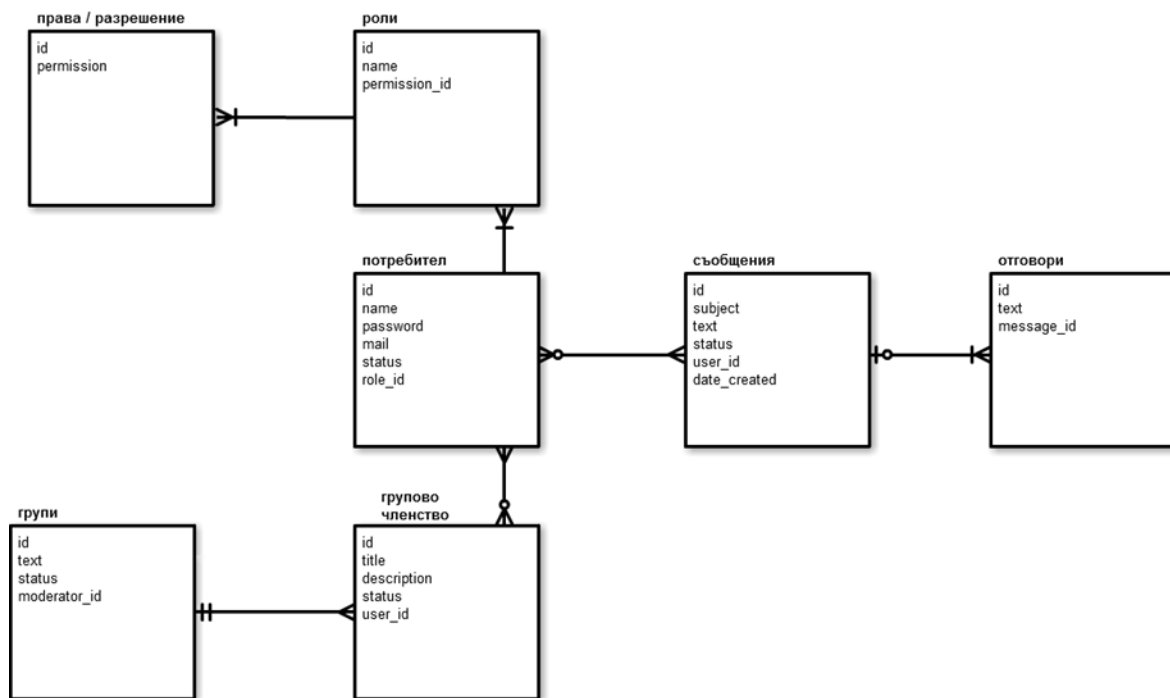 права / разрешение
id
permission
роли
id
name
permission_id
потребител
id
name
password
mail
status
role_id
съобщения
id
subject
text
status
user_id
date_created
отговори
id
text
message_id
групи
id
text
status
moderator_id
групово
членство
id
title
description
status
user_id